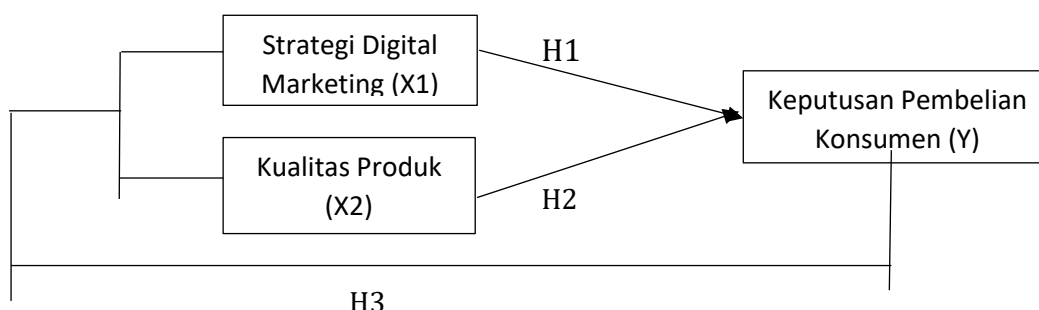 Strategi Digital
Marketing (X1)
H1
Keputusan Pembelian
Konsumen (Y)
Kualitas Produk
(X2)
H2
H3